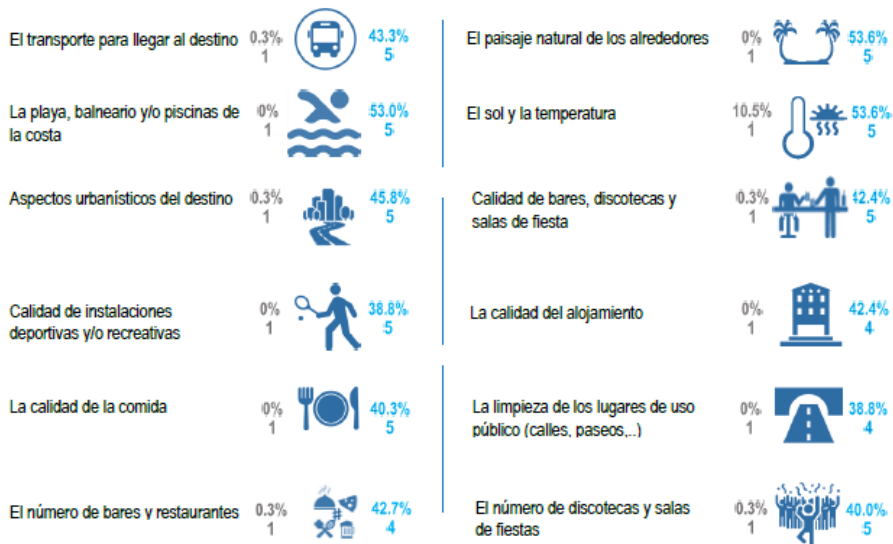 El transporte para llegar al destino 0.3% 43.3%
1 5
La playa, balneario y/o piscinas de
la costa
0% 53.0%
1 5
Aspectos urbanísticos del destino 0.3% 45.8%
1 5
Calidad de instalaciones
deportivas y/o recreativas
0% 38.8%
1 5
La calidad de la comida 0% 40.3%
1 5
El número de bares y restaurantes 0.3% 42.7%
1 4
El paisaje natural de los alrededores 0% 53.6%
1 5
El sol y la temperatura 10.5% 53.6%
1 5
Calidad de bares, discotecas y
salas de fiesta
0.3% 42.4%
1 5
La calidad del alojamiento 0% 42.4%
1 4
La limpieza de los lugares de uso
público (calles, paseos,..)
0% 38.8%
1 4
El número de discotecas y salas
de fiestas
0.3% 40.0%
1 5